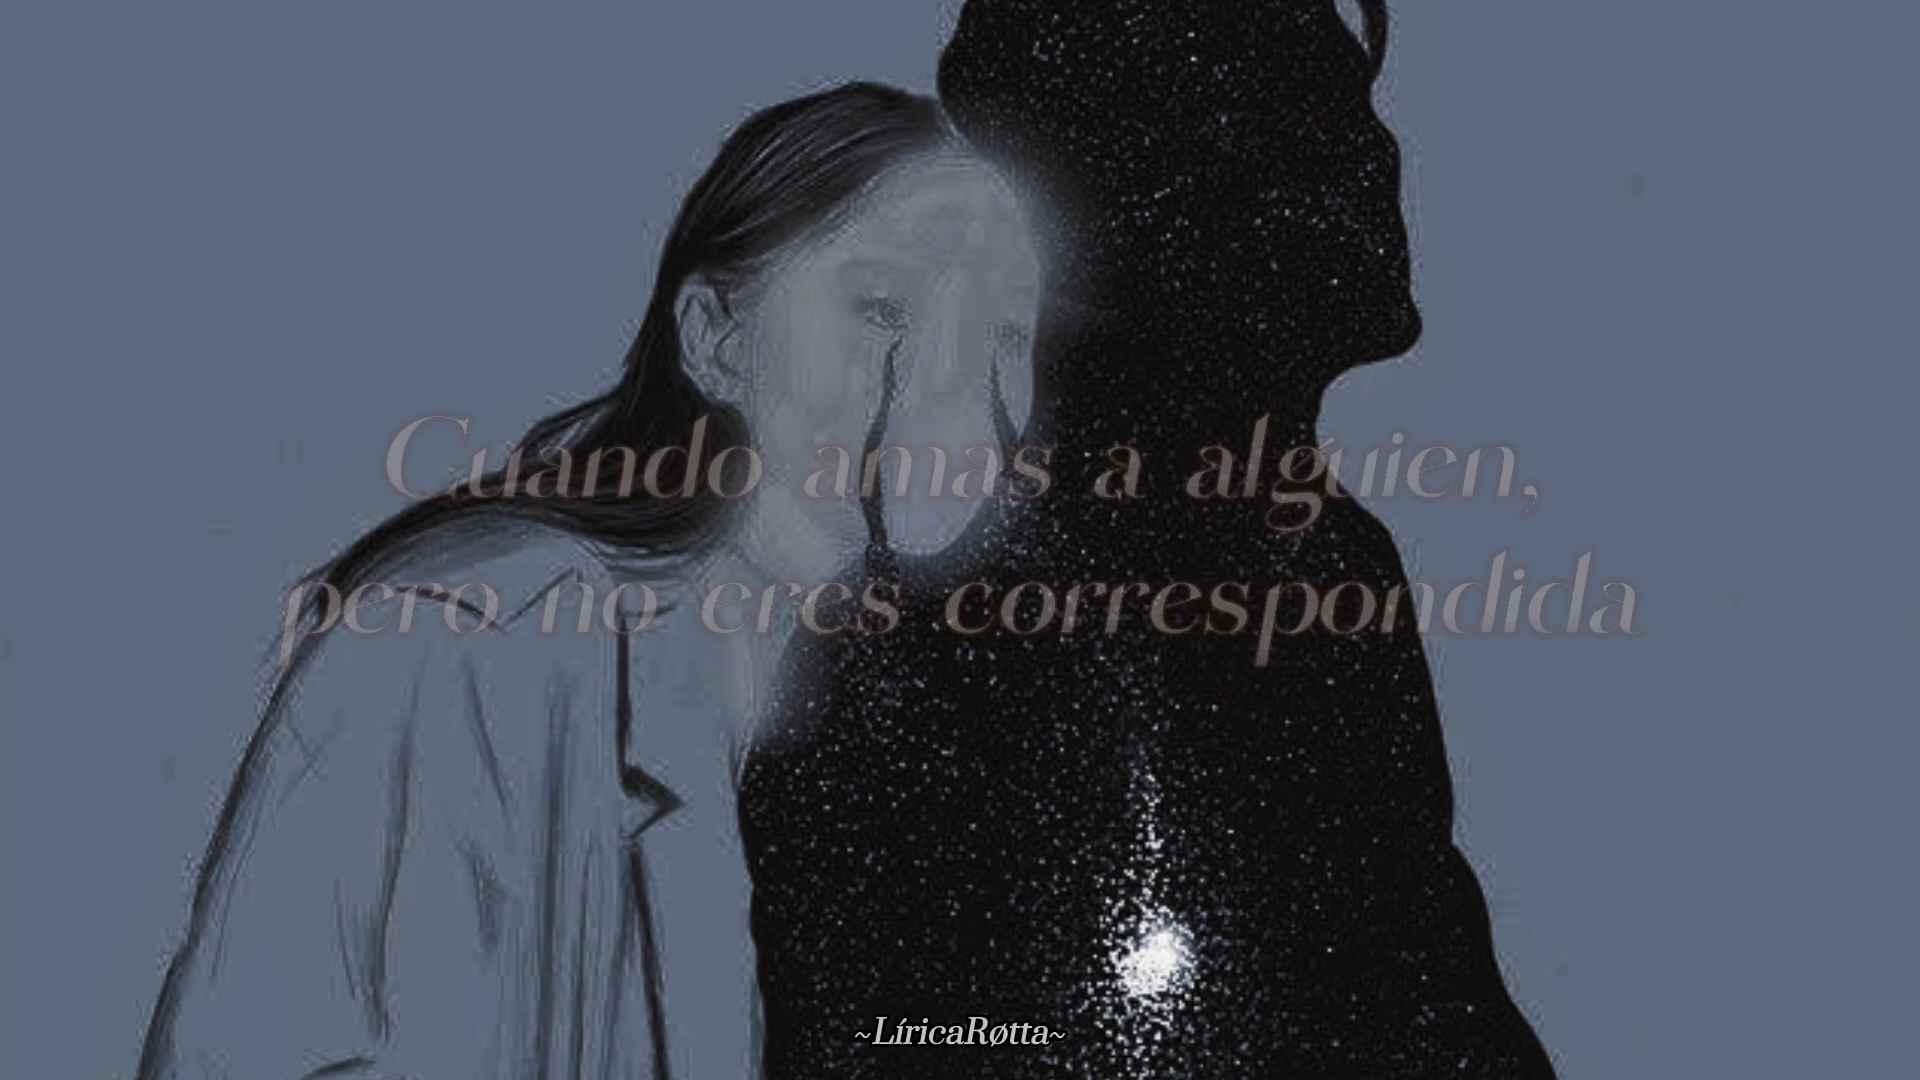 Cuando amas a alguien,
pero no eres correspondida
~LíricaRøtta~